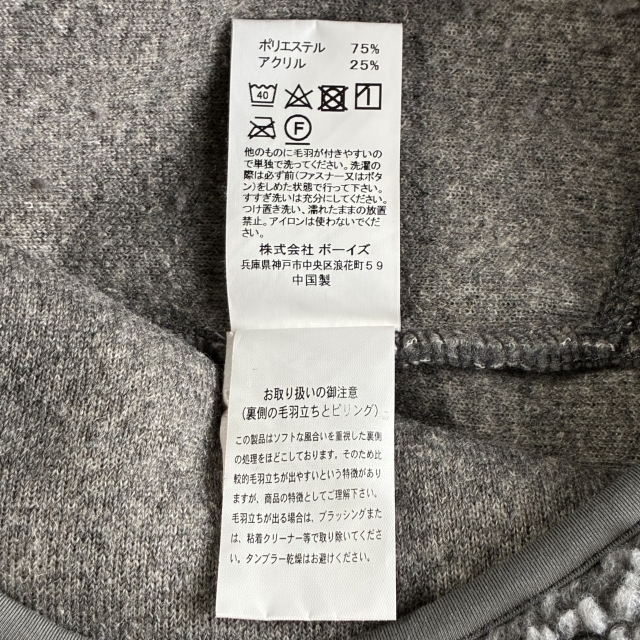 ポリエステル 75%
アクリル 25%
40
F
他のものに毛羽が付きやすいの
で単独で洗ってください。洗濯の
際は必ず前(ファスナー又はボタ
ン)をしめた状態で行って下さい。
すすぎ洗いは充分にしてください。
つけ置き洗い、濡れたままの放置
禁止。アイロンは使わないでくだ
さい。
株式会社 ボーイズ
兵庫県神戸市中央区浪花町59
中国製
お取り扱いの御注意
(裏側の毛羽立ちとピリング)
この製品はソフトな風合いを重視した裏側
の処理をほどこしております。そのため比
較的毛羽立ちが出やすいという特徴があり
ますが、商品の特徴としてご理解下さい。
毛羽立ちが出る場合は、ブラッシングまた
は、粘着クリーナー等で取り除いてください。
タンブラー乾燥はお避けください。